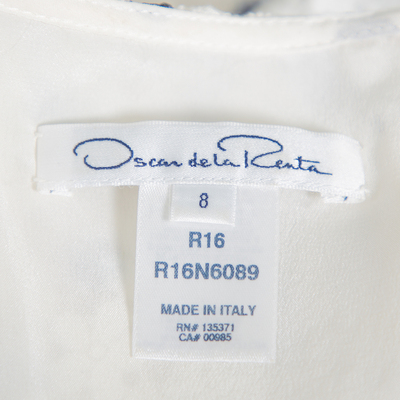 Oscar de la Renta
8
R16
R16N6089
MADE IN ITALY
RN# 135371
CA# 00985